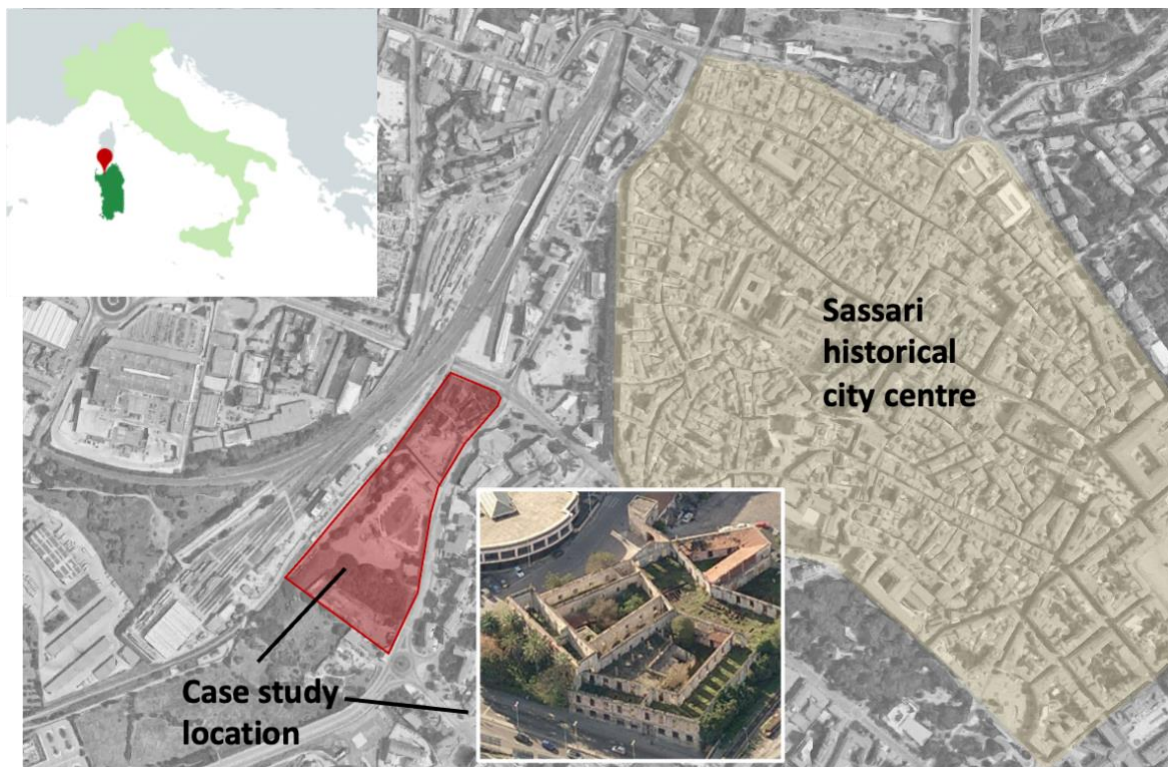 Sassari
historical
city centre
Case study
location